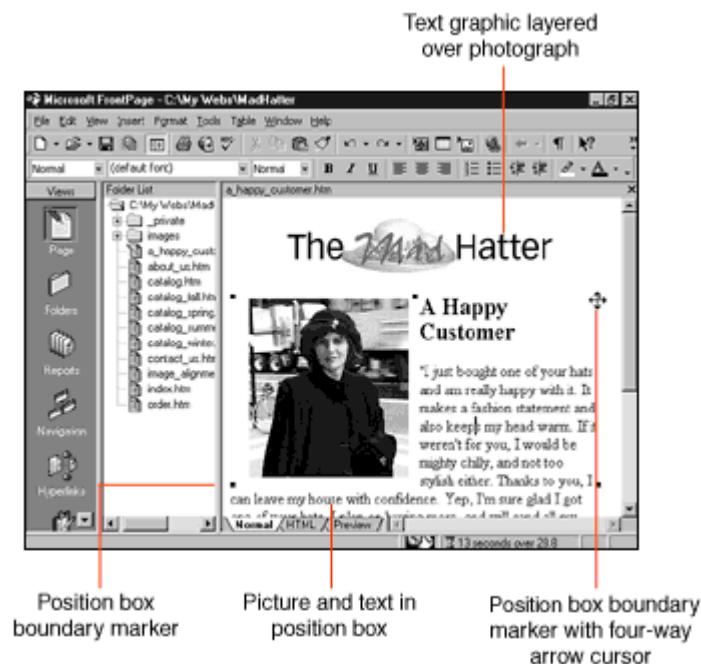 Text graphic layered
over photograph
Microsoft FrontPage - C:\My Webs\MadHatter
File Edit View Insert Format Tools Table Window Help
Normal (default font) Normal B I U A
Views Folder List a_happy_customer.htm
C:\My Webs\Mad
_private
images
a_happy_cust
about_us.htm
catalog.htm
catalog_fall.htm
catalog_spring.
catalog_summe
catalog_winter.
contact_us.htm
image_alignme
index.htm
order.htm
Page
Folders
Reports
Navigation
Hyperlinks
The Mad Hatter
A Happy
Customer
"I just bought one of your hats
and am really happy with it. It
makes a fashion statement and
also keeps my head warm. If
weren't for you, I would be
mighty chilly, and not too
stylish either. Thanks to you, I
can leave my house with confidence. Yep, I'm sure glad I got
Normal HTML Preview
13 seconds over 28.8
Position box
boundary marker
Picture and text in
position box
Position box boundary
marker with four-way
arrow cursor